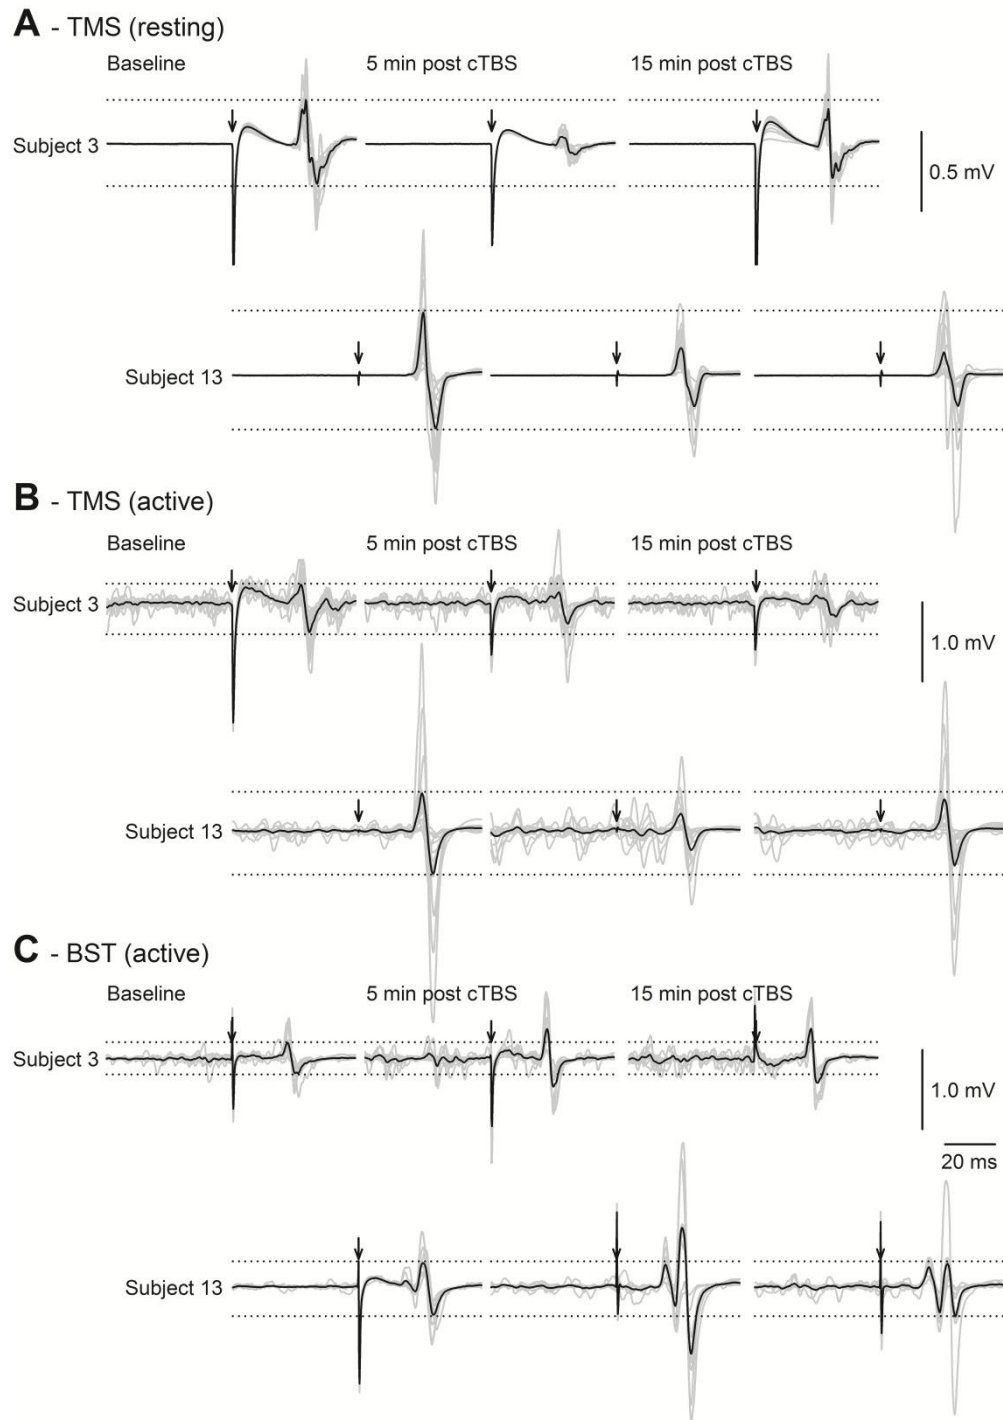 A - TMS (resting)
Baseline 5 min post cTBS 15 min post cTBS
Subject 3
0.5 mV
Subject 13
B - TMS (active)
Baseline 5 min post cTBS 15 min post cTBS
Subject 3
1.0 mV
Subject 13
C - BST (active)
Baseline 5 min post cTBS 15 min post cTBS
Subject 3
1.0 mV
20 ms
Subject 13